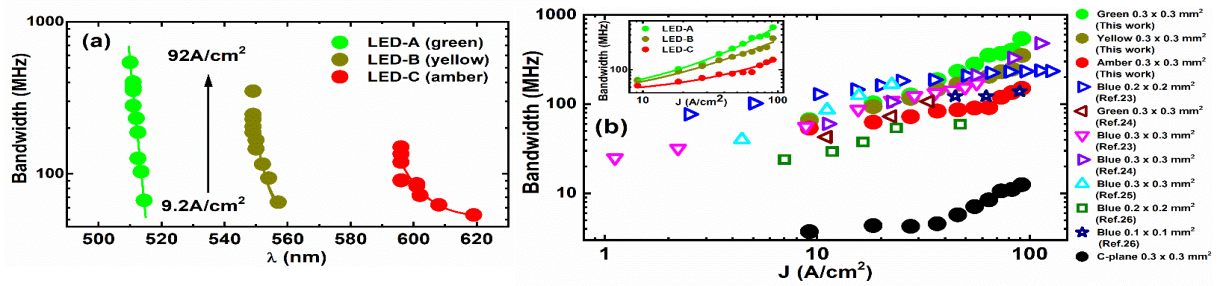 (a)
92A/cm²
9.2A/cm²
LED-A (green)
LED-B (yellow)
LED-C (amber)
Bandwidth (MHz)
100
500
520
540
560
580
600
620
λ (nm)
Bandwidth (MHz)
1000
100
10
1
10
100
J (A/cm²)
(b)
LED-A
LED-B
LED-C
Bandwidth (MHz)
100
10
100
J (A/cm²)
Green 0.3 x 0.3 mm²
(This work)
Yellow 0.3 x 0.3 mm²
(This work)
Amber 0.3 x 0.3 mm²
(This work)
Blue 0.2 x 0.2 mm²
(Ref.23)
Green 0.3 x 0.3 mm²
(Ref.24)
Blue 0.3 x 0.3 mm²
(Ref.23)
Blue 0.3 x 0.3 mm²
(Ref.24)
Blue 0.3 x 0.3 mm²
(Ref.25)
Blue 0.2 x 0.2 mm²
(Ref.26)
Blue 0.1 x 0.1 mm²
(Ref.26)
C-plane 0.3 x 0.3 mm²